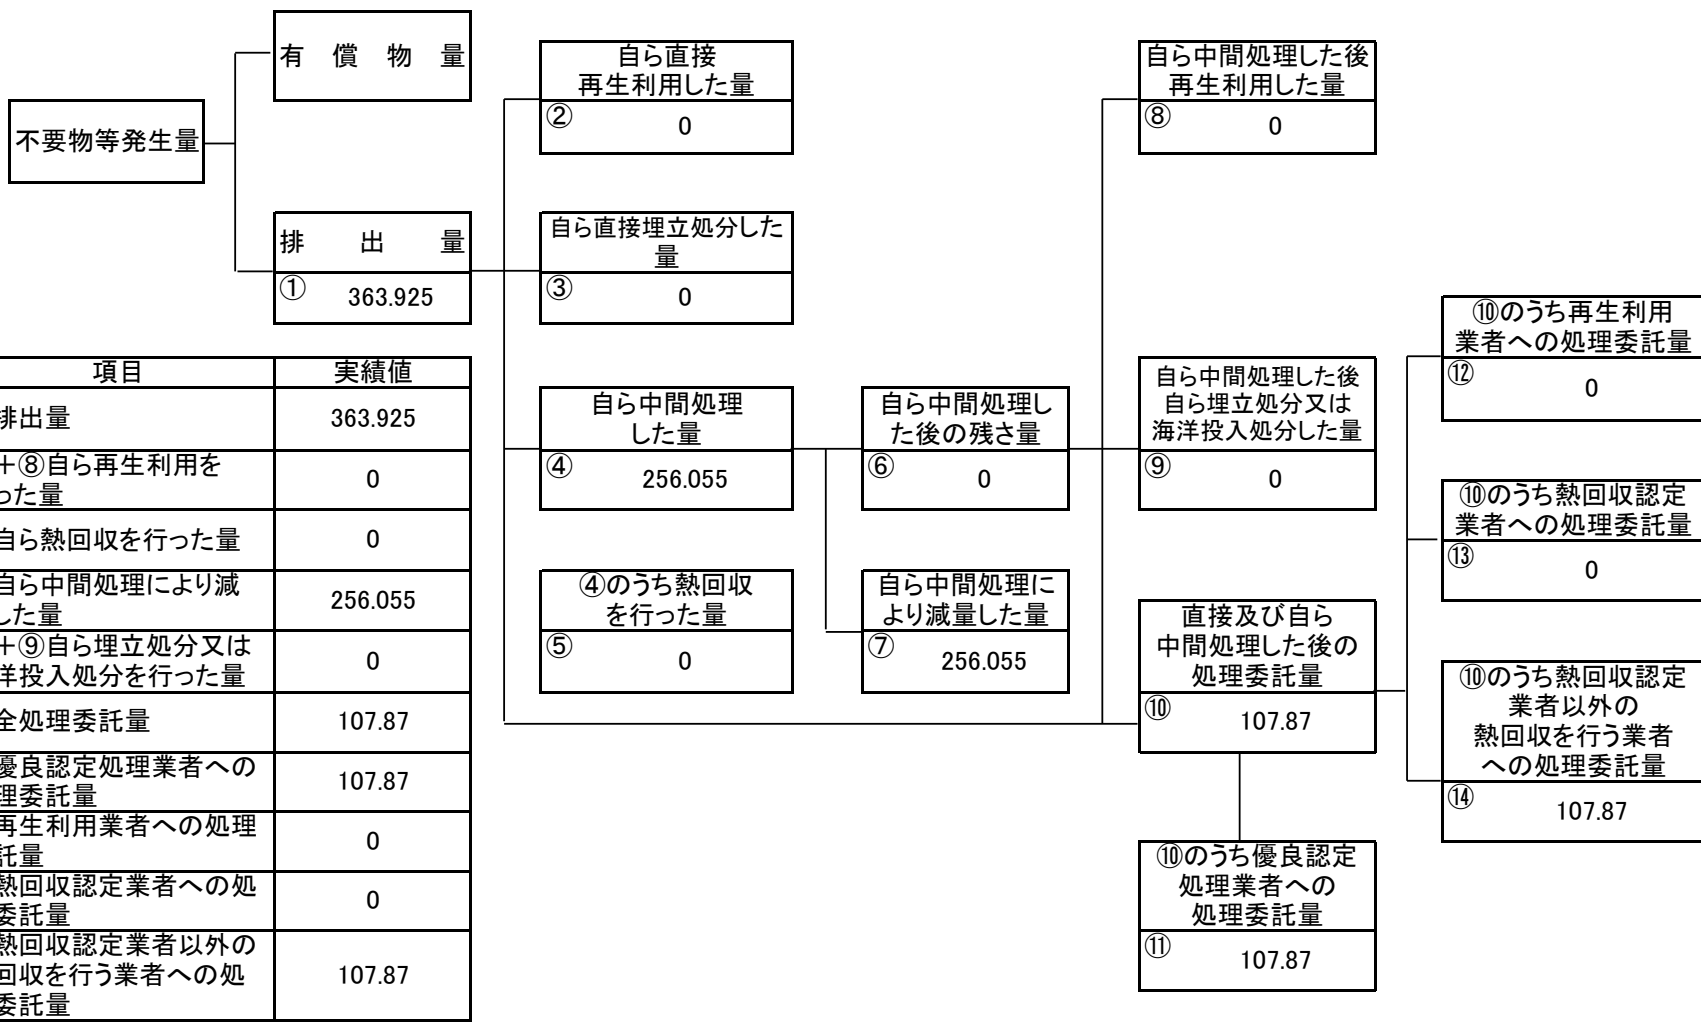 不要物等発生量
有償物量
排出量
① 363.925
自ら直接
再生利用した量
② 0
自ら直接埋立処分した
量
③ 0
自ら中間処理
した量
④ 256.055
④のうち熱回収
を行った量
⑤ 0
自ら中間処理し
た後の残さ量
⑥ 0
自ら中間処理に
より減量した量
⑦ 256.055
自ら中間処理した後
再生利用した量
⑧ 0
自ら中間処理した後
自ら埋立処分又は
海洋投入処分した量
⑨ 0
直接及び自ら
中間処理した後の
処理委託量
⑩ 107.87
⑩のうち優良認定
処理業者への
処理委託量
⑪ 107.87
⑩のうち再生利用
業者への処理委託量
⑫ 0
⑩のうち熱回収認定
業者への処理委託量
⑬ 0
⑩のうち熱回収認定
業者以外の
熱回収を行う業者
への処理委託量
⑭ 107.87
項目 実績値
排出量 363.925
+⑧自ら再生利用を
った量 0
自ら熱回収を行った量 0
自ら中間処理により減
した量 256.055
+⑨自ら埋立処分又は
洋投入処分を行った量 0
全処理委託量 107.87
優良認定処理業者への
理委託量 107.87
再生利用業者への処理
託量 0
熱回収認定業者への処
委託量 0
熱回収認定業者以外の
回収を行う業者への処
委託量 107.87